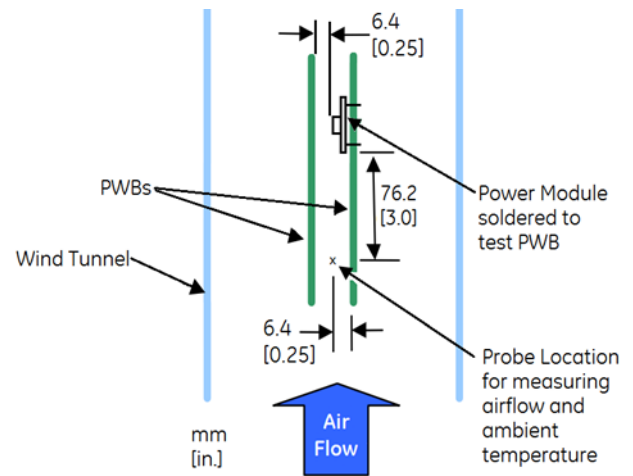 6.4
[0.25]
PWBs
76.2
[3.0]
Power Module
soldered to
test PWB
Wind Tunnel
x
6.4
[0.25]
Probe Location
for measuring
airflow and
ambient
temperature
Air
Flow
mm
[in.]